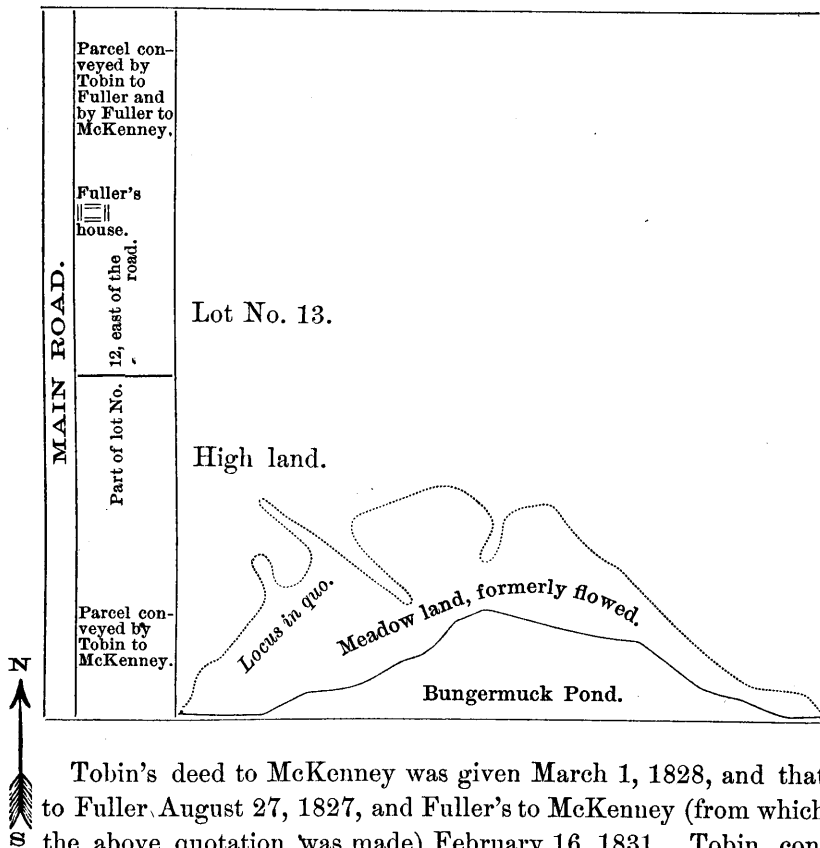 Parcel con-
veyed by
Tobin to
Fuller and
by Fuller to
McKenney.
Fuller's
house.
MAIN ROAD.
Part of lot No.
12, east of the
road.
Lot No. 13.
High land.
Parcel con-
veyed by
Tobin to
McKenney.
Locus in quo.
Meadow land, formerly flowed.
Bungermuck Pond.
N
S
Tobin's deed to McKenney was given March 1, 1828, and that
to Fuller August 27, 1827, and Fuller's to McKenney (from which
the above quotation was made) February 16, 1831. Tobin con-